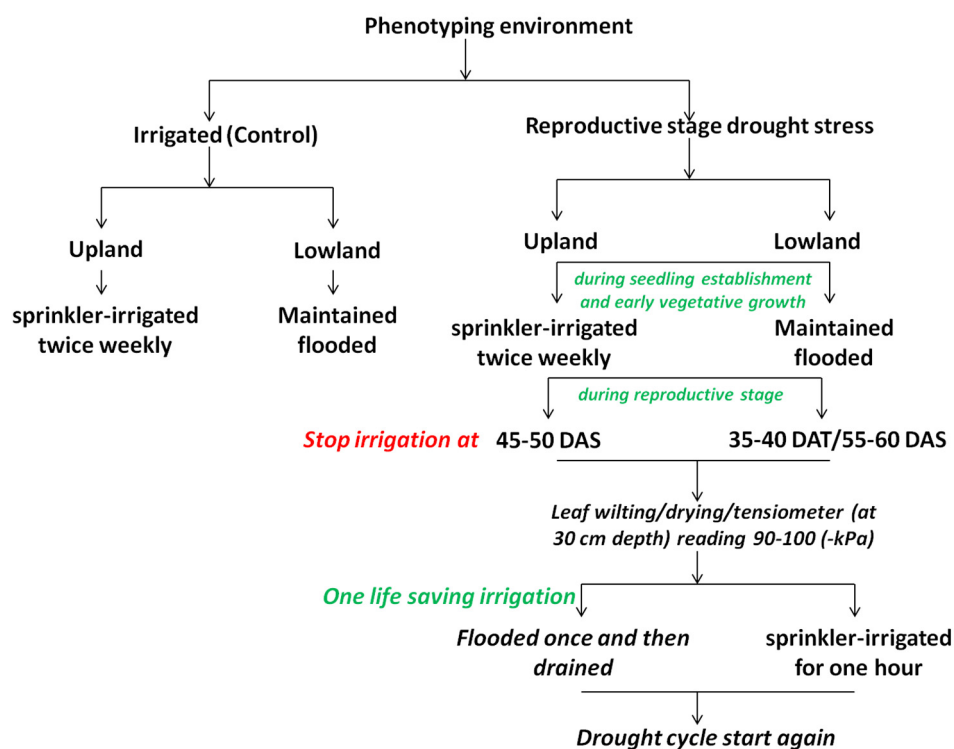 Phenotyping environment
Irrigated (Control)
Reproductive stage drought stress
Upland
Lowland
Upland
Lowland
sprinkler-irrigated
twice weekly
Maintained
flooded
during seedling establishment
and early vegetative growth
sprinkler-irrigated
twice weekly
Maintained
flooded
during reproductive stage
Stop irrigation at
45-50 DAS
35-40 DAT/55-60 DAS
Leaf wilting/drying/tensiometer (at
30 cm depth) reading 90-100 (-kPa)
One life saving irrigation
Flooded once and then
drained
sprinkler-irrigated
for one hour
Drought cycle start again